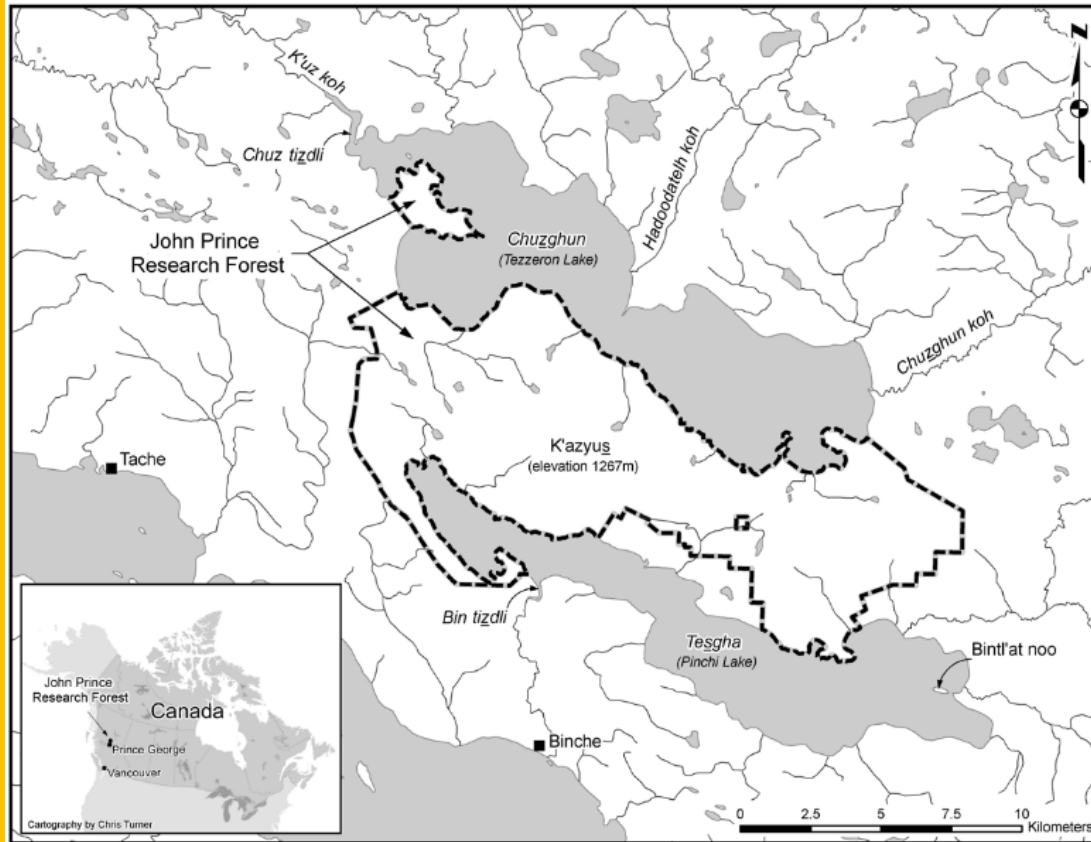 Z
K'uz koh
Chuz tizdli
Hadoodatelh koh
John Prince
Research Forest
Chuzghun
(Tezzeron Lake)
Chuzghun koh
K'azyus
(elevation 1267m)
Tache
Bin tizdli
Tesgha
(Pinchi Lake)
Bintl'at noo
Binche
John Prince
Research Forest
Canada
Prince George
Vancouver
Cartography by Chris Turner
0 2.5 5 7.5 10
Kilometers